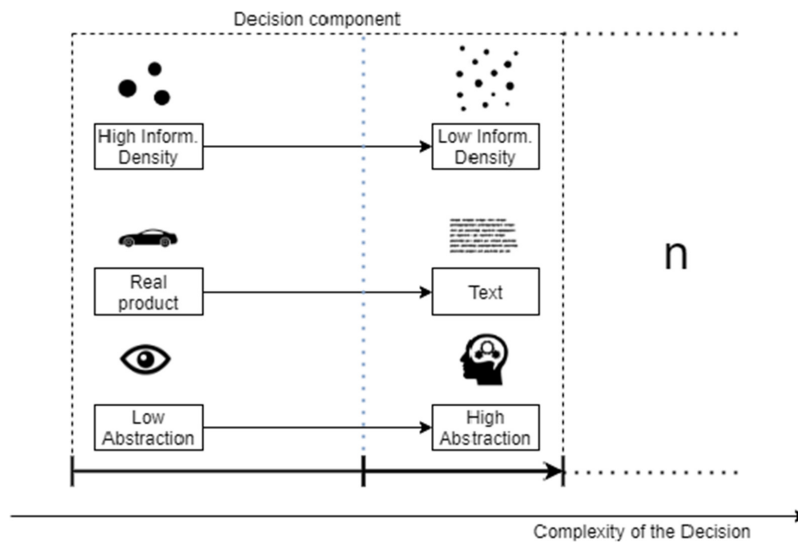 Decision component
High Inform.
Density
Low Inform.
Density
n
Real
product
Text
Low
Abstraction
High
Abstraction
Complexity of the Decision